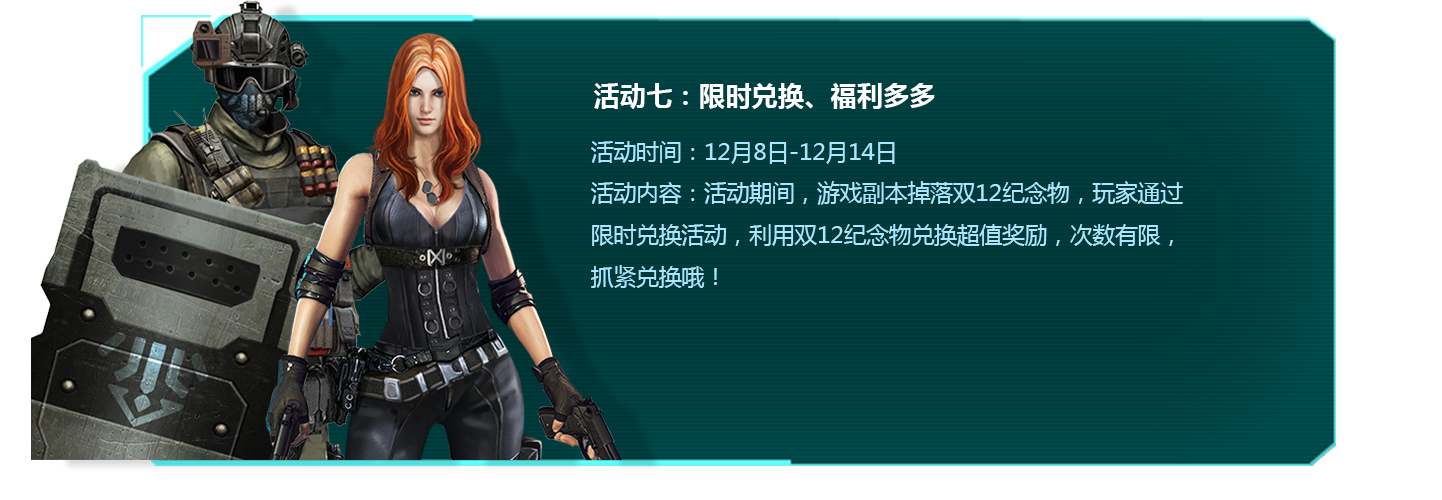 活动七：限时兑换、福利多多
活动时间：12月8日-12月14日
活动内容：活动期间，游戏副本掉落双12纪念物，玩家通过
限时兑换活动，利用双12纪念物兑换超值奖励，次数有限，
抓紧兑换哦！